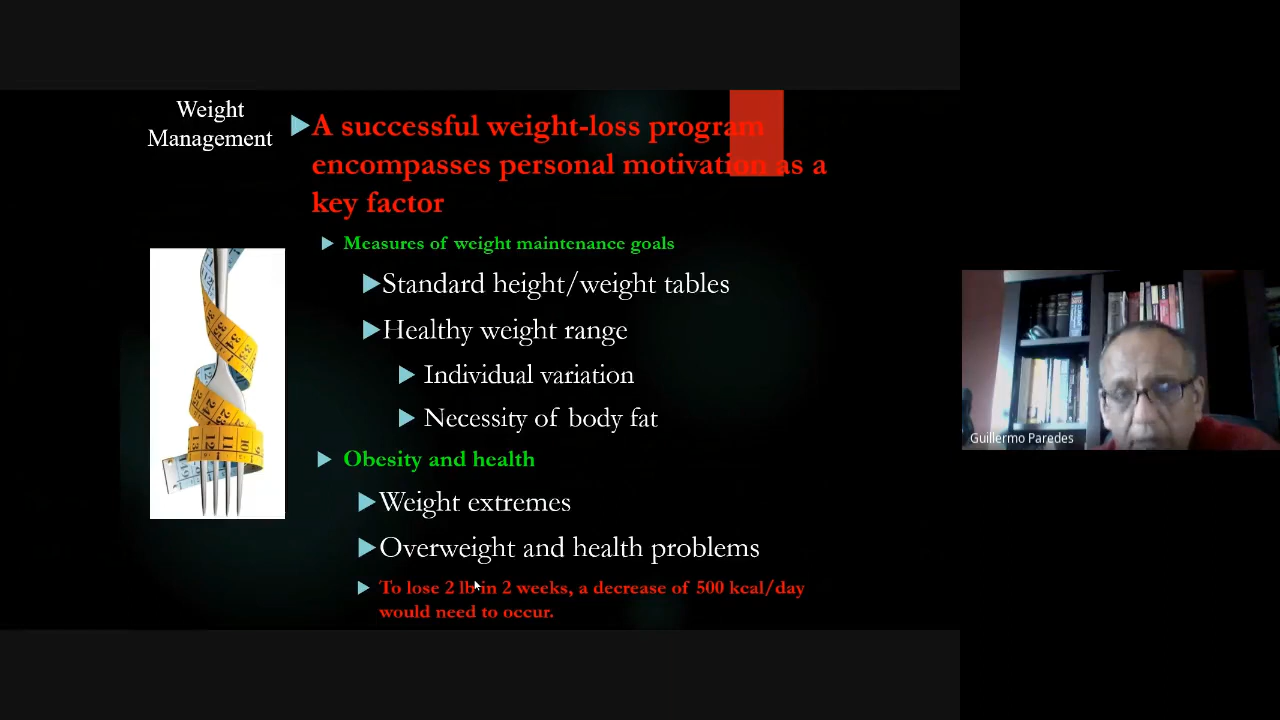 Weight
Management
A successful weight-loss program
encompasses personal motivation as a
key factor
Measures of weight maintenance goals
Standard height/weight tables
Healthy weight range
Individual variation
Necessity of body fat
Obesity and health
Weight extremes
Overweight and health problems
To lose 2 lb in 2 weeks, a decrease of 500 kcal/day
would need to occur.
Guillermo Paredes